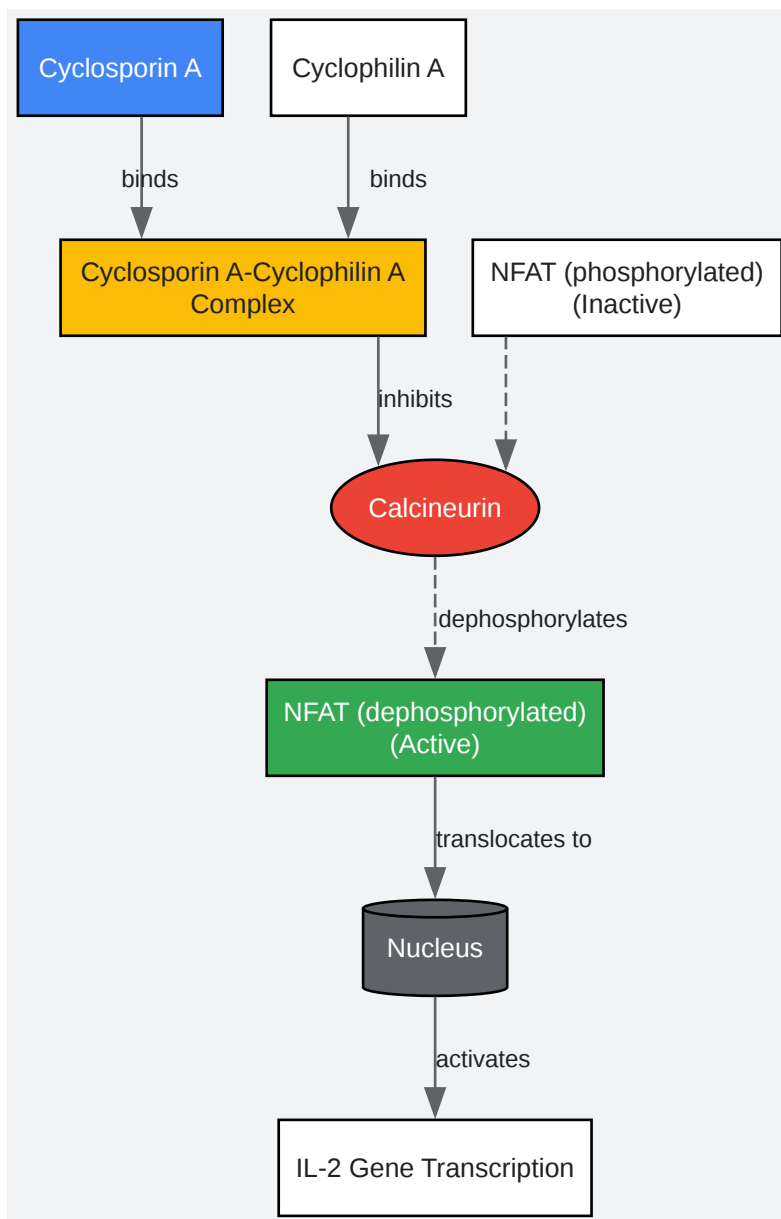 Cyclosporin A
Cyclophilin A
binds
binds
Cyclosporin A-Cyclophilin A
Complex
NFAT (phosphorylated)
(Inactive)
inhibits
Calcineurin
dephosphorylates
NFAT (dephosphorylated)
(Active)
translocates to
Nucleus
activates
IL-2 Gene Transcription